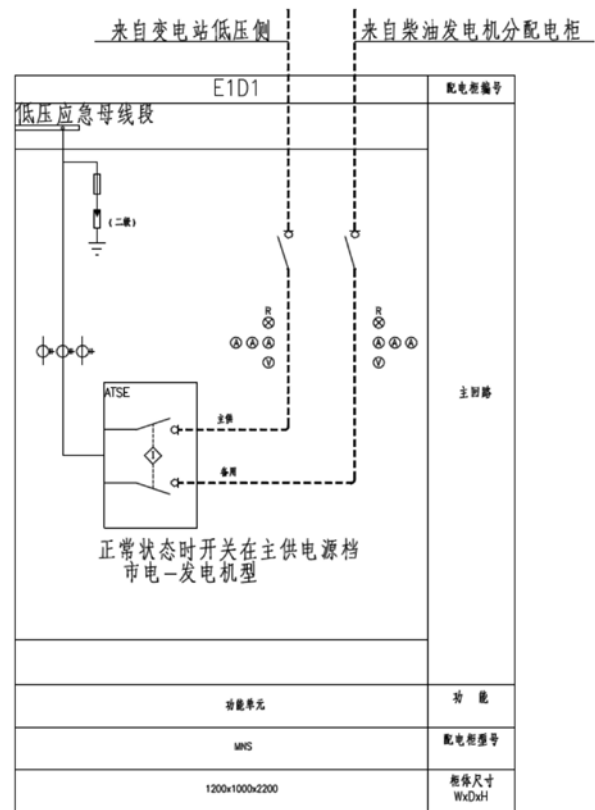 来自变电站低压侧
来自柴油发电机分配电柜
E1D1
配电柜编号
低压应急母线段
(二级)
R
R
A A A
A A A
V
V
主回路
ATSE
主供
备用
正常状态时开关在主供电源档
市电—发电机型
功能单元
功 能
MNS
配电柜型号
1200x1000x2200
柜体尺寸
WxDxH